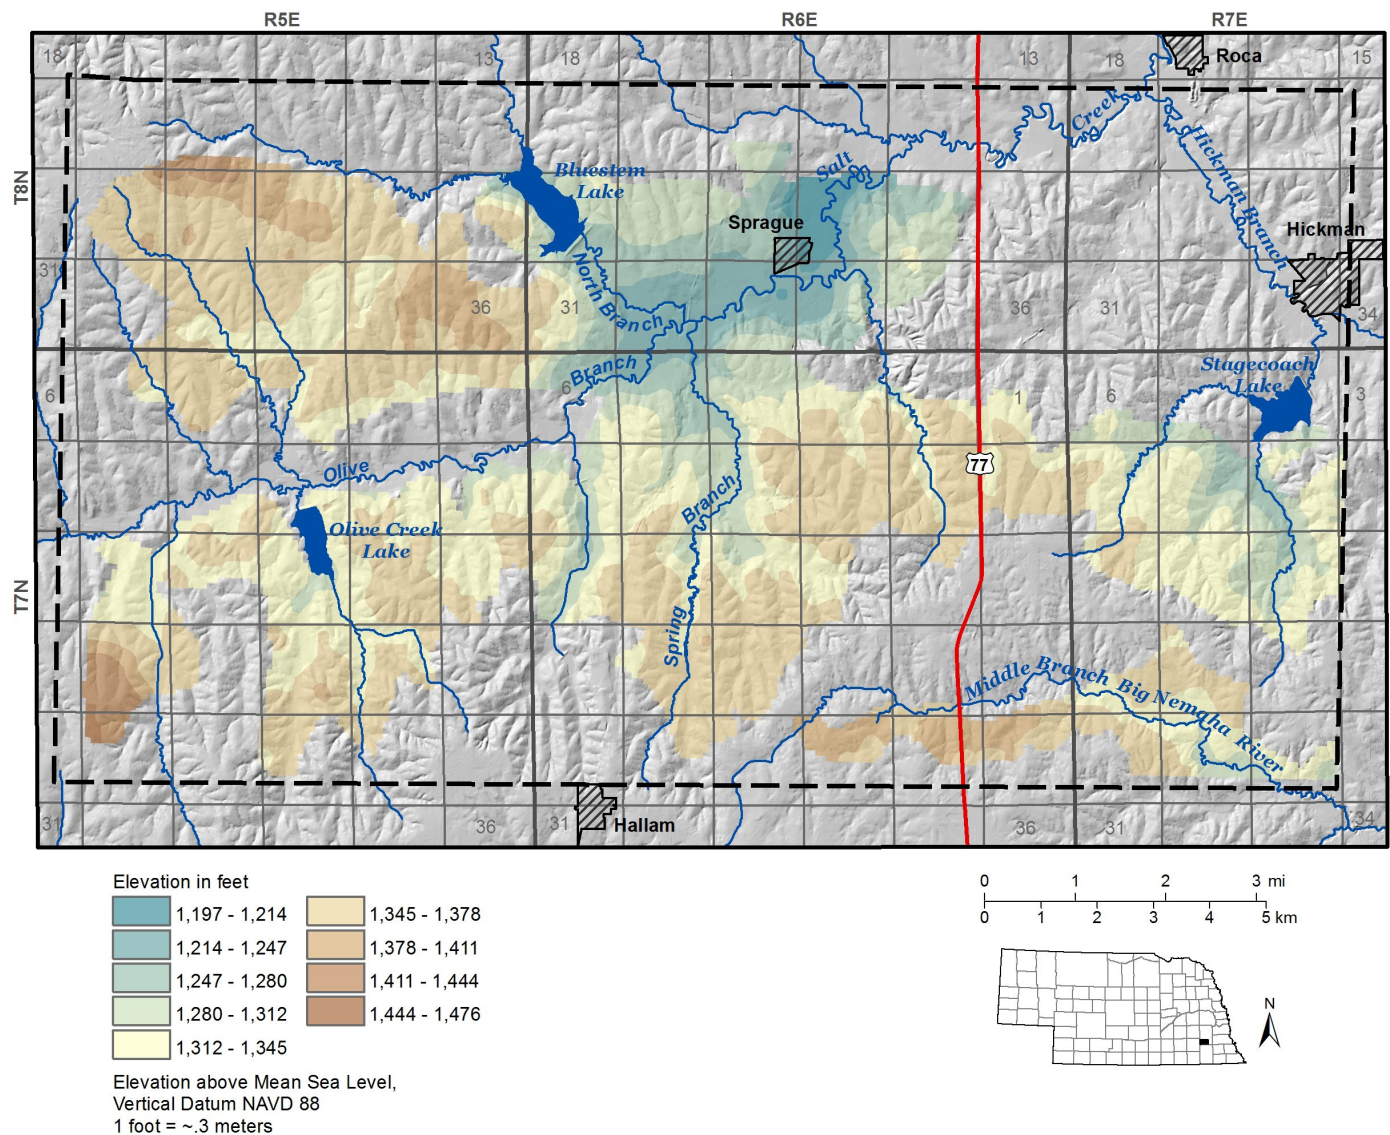 R5E
R6E
R7E
18
13
18
13
18
15
Roca
Creek
Hickman Branch
Salt
Bluestem
Lake
T8N
Sprague
Hickman
31
36
31
North Branch
36
31
34
Branch
Stagecoach
Lake
6
6
1
6
3
77
Olive
Branch
Olive Creek
Lake
T7N
Spring
Middle Branch Big Nemaha River
31
36
31
Hallam
36
31
34
Elevation in feet
1,197 - 1,214
1,214 - 1,247
1,247 - 1,280
1,280 - 1,312
1,312 - 1,345
1,345 - 1,378
1,378 - 1,411
1,411 - 1,444
1,444 - 1,476
Elevation above Mean Sea Level,
Vertical Datum NAVD 88
1 foot = ~.3 meters
0 1 2 3 mi
0 1 2 3 4 5 km
N